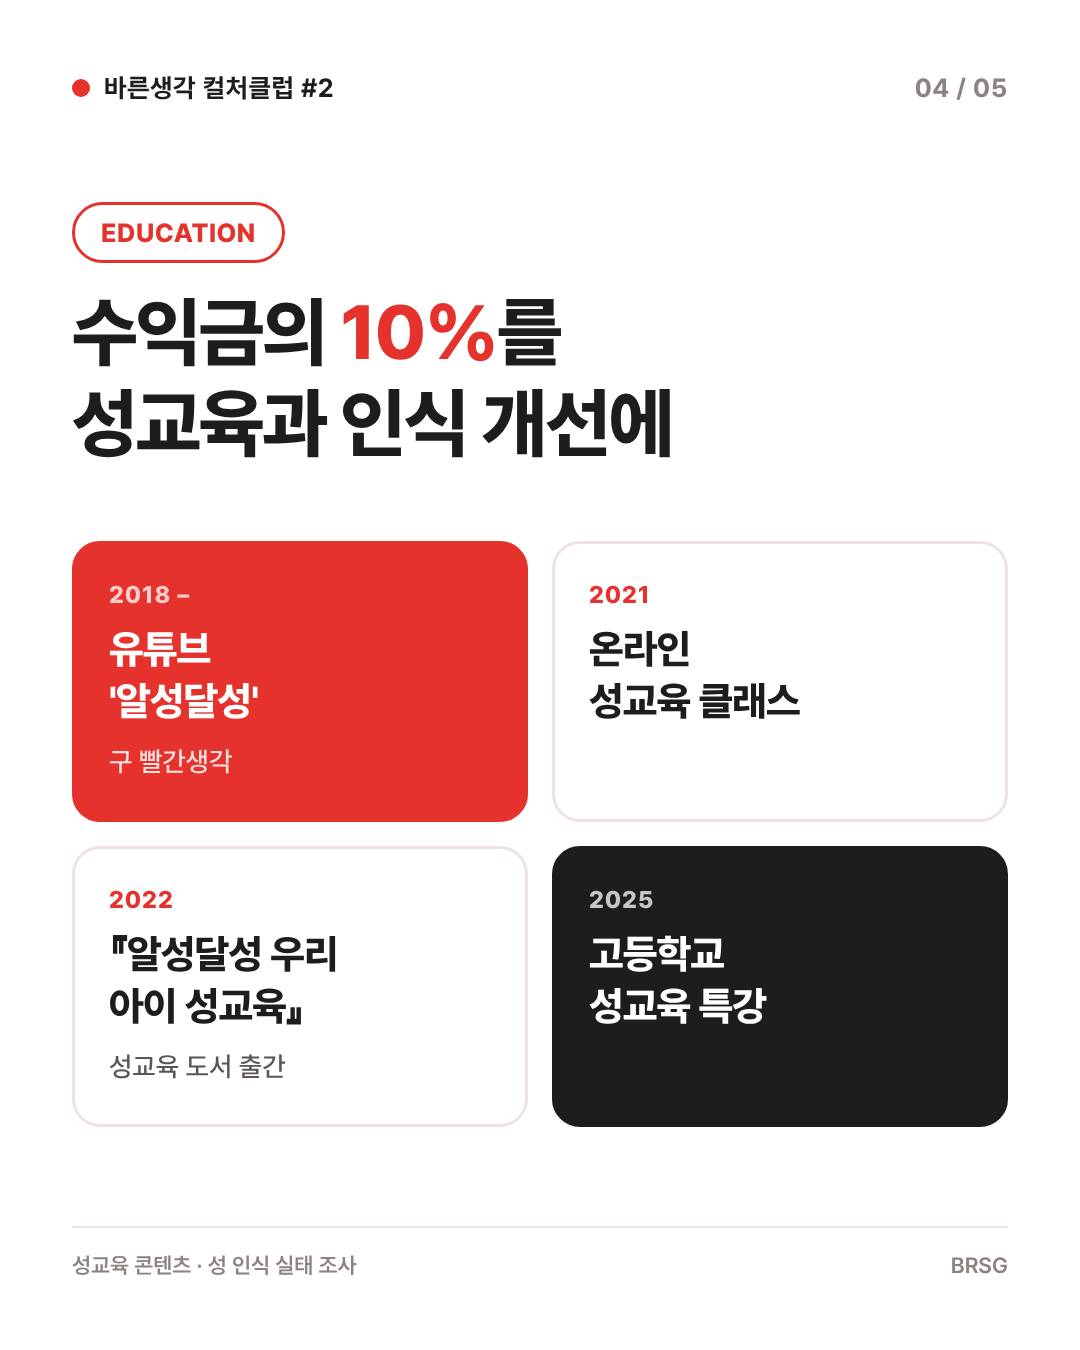 바른생각 컬처클럽 #2
04 / 05
EDUCATION
수익금의 10%를
성교육과 인식 개선에
2018 –
유튜브
'알성달성'
구 빨간생각
2021
온라인
성교육 클래스
2022
『알성달성 우리
아이 성교육』
성교육 도서 출간
2025
고등학교
성교육 특강
성교육 콘텐츠 · 성 인식 실태 조사
BRSG